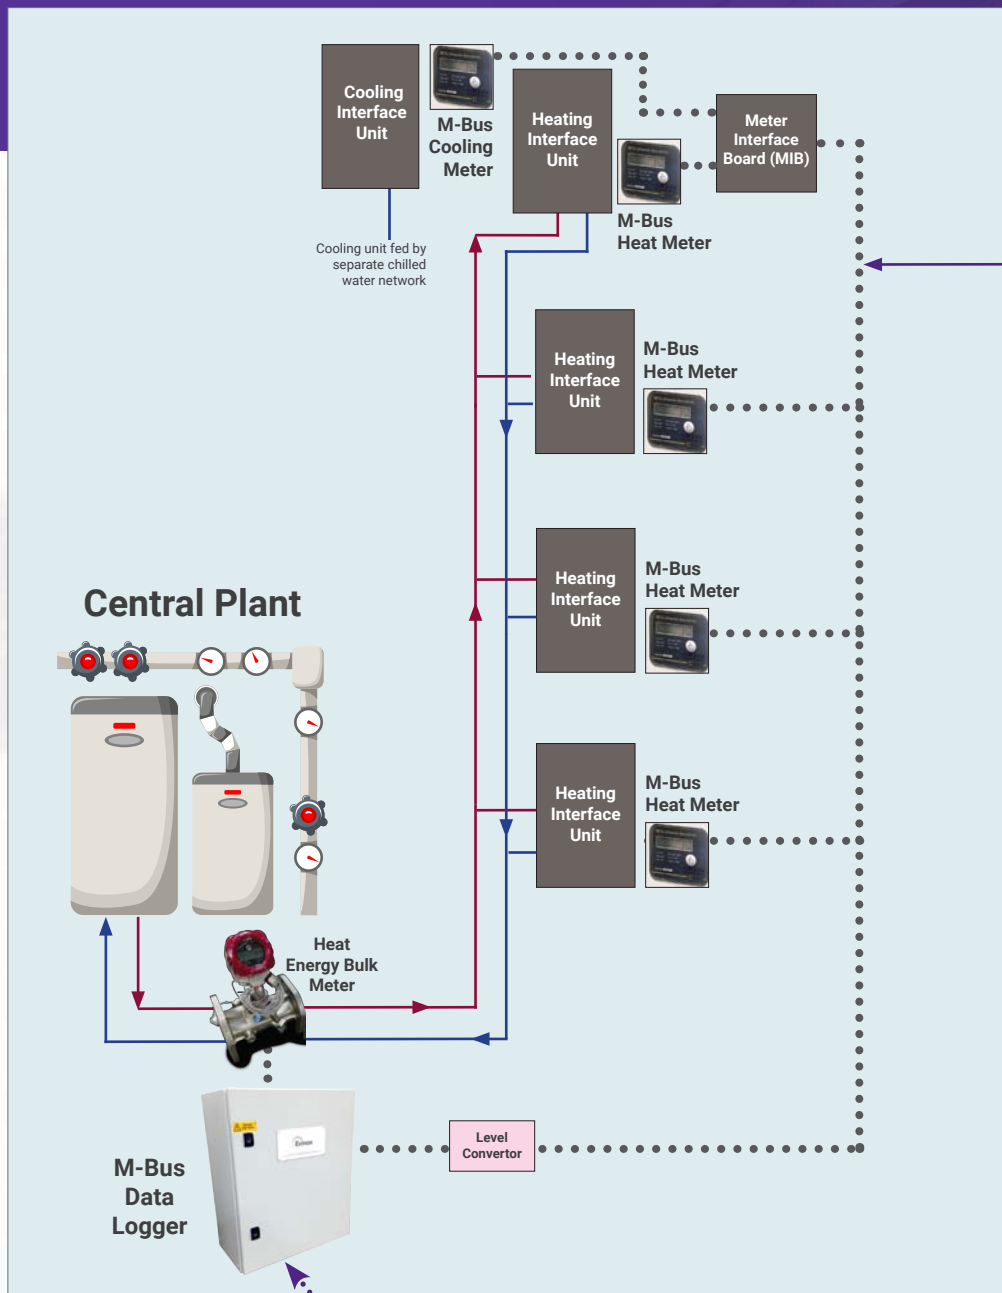 Cooling
Interface
Unit
M-Bus
Cooling
Meter
Heating
Interface
Unit
Meter
Interface
Board (MIB)
M-Bus
Heat Meter
Cooling unit fed by
separate chilled
water network
Heating
Interface
Unit
M-Bus
Heat Meter
Heating
Interface
Unit
M-Bus
Heat Meter
Central Plant
Heating
Interface
Unit
M-Bus
Heat Meter
Heat
Energy Bulk
Meter
Level
Convertor
M-Bus
Data
Logger